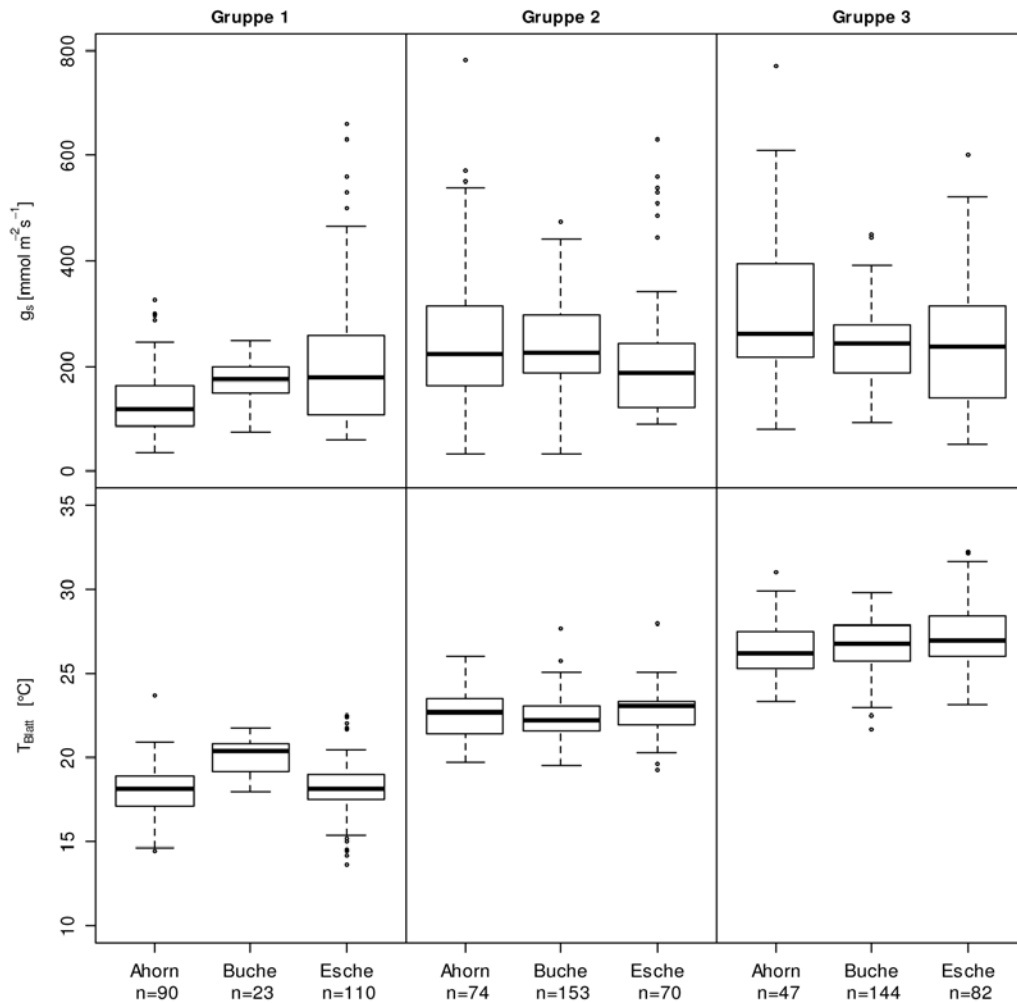 Gruppe 1 Gruppe 2 Gruppe 3
800
600
400
200
0
gs [mmol m−2s−1]
35
30
25
20
15
10
TBlatt [°C]
Ahorn Buche Esche Ahorn Buche Esche Ahorn Buche Esche
n=90 n=23 n=110 n=74 n=153 n=70 n=47 n=144 n=82